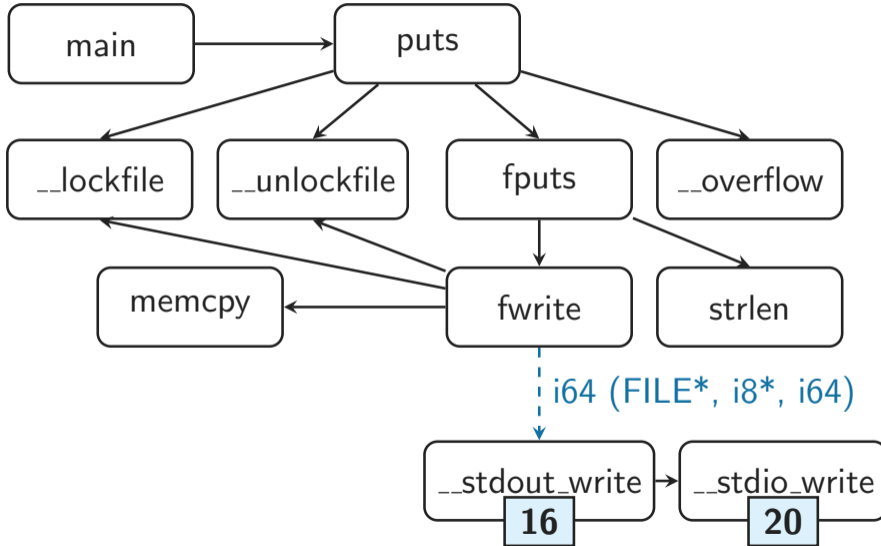 main
puts
__lockfile
__unlockfile
fputs
__overflow
memcpy
fwrite
strlen
i64 (FILE*, i8*, i64)
__stdout_write
__stdio_write
16
20